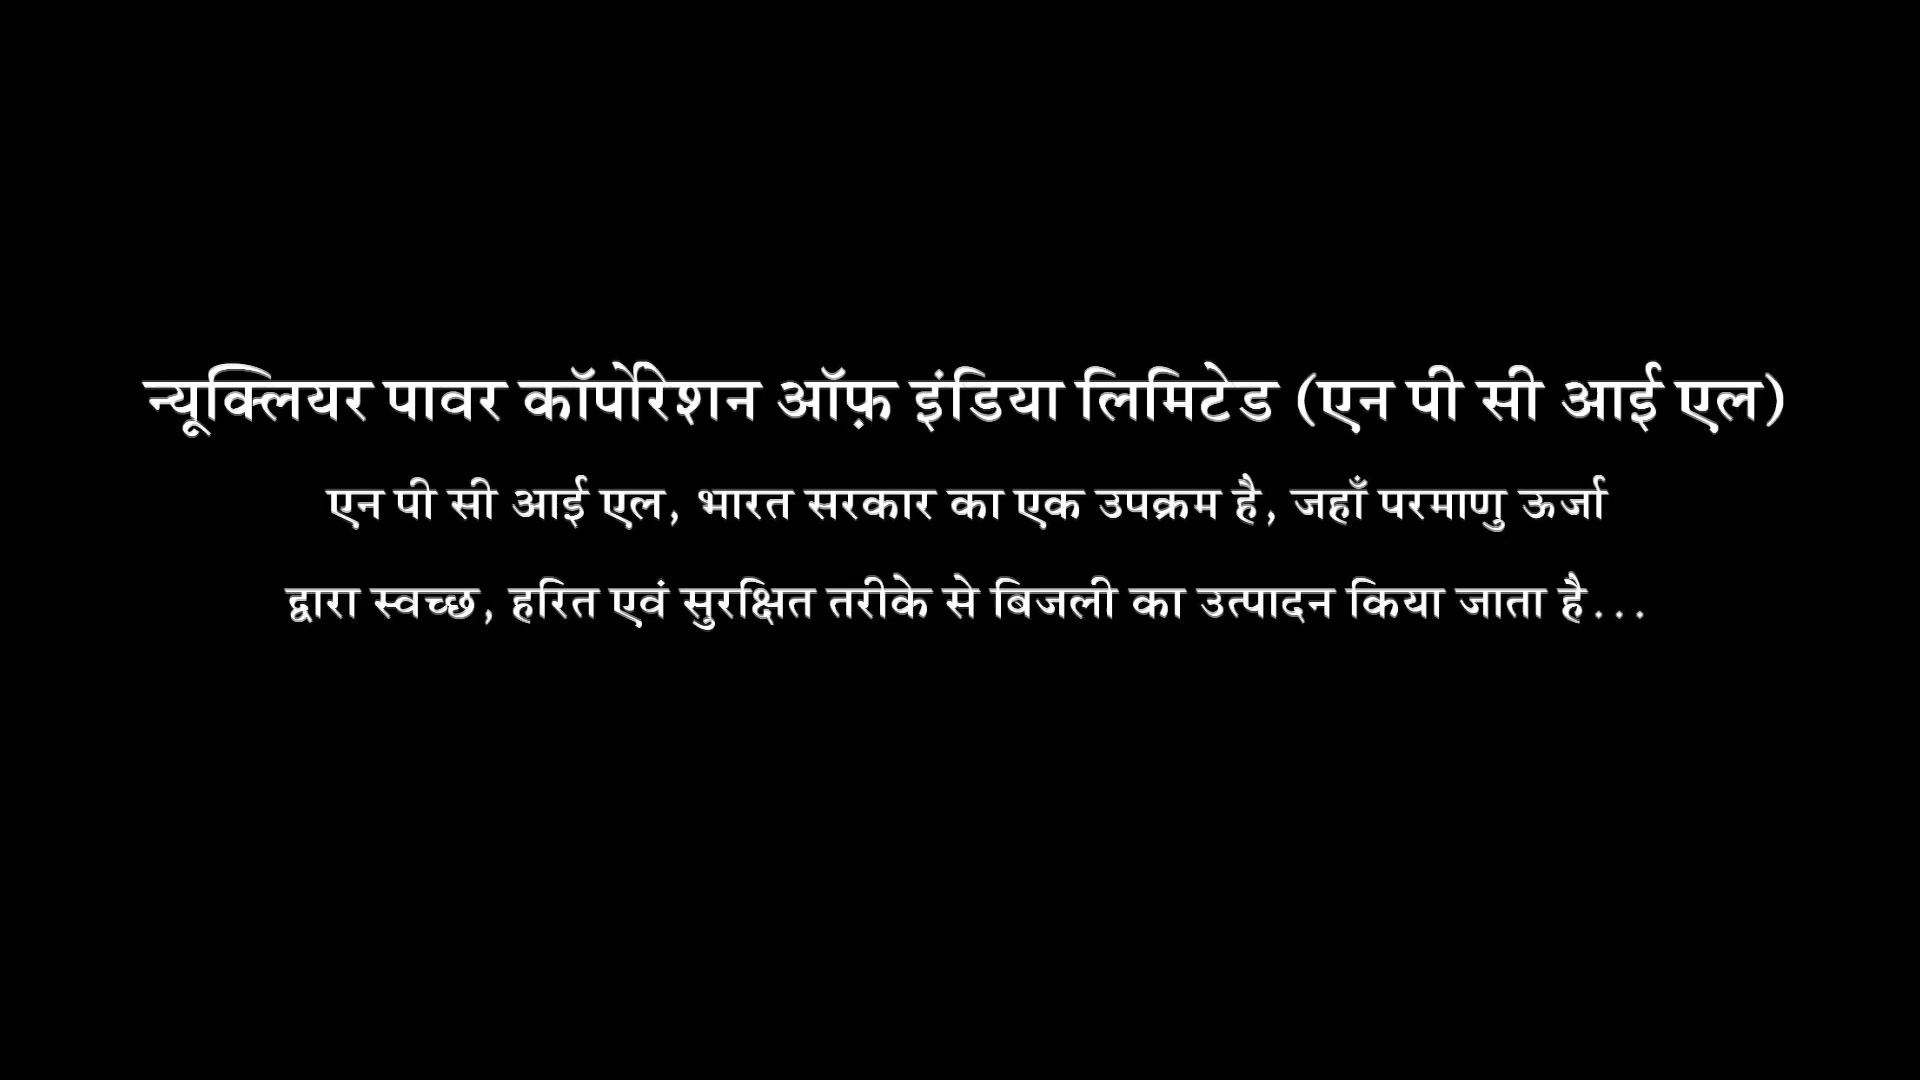 न्यूक्लियर पावर कॉर्पोरेशन ऑफ़ इंडिया लिमिटेड (एन पी सी आई एल)
एन पी सी आई एल, भारत सरकार का एक उपक्रम है, जहाँ परमाणु ऊर्जा
द्वारा स्वच्छ, हरित एवं सुरक्षित तरीके से बिजली का उत्पादन किया जाता है...